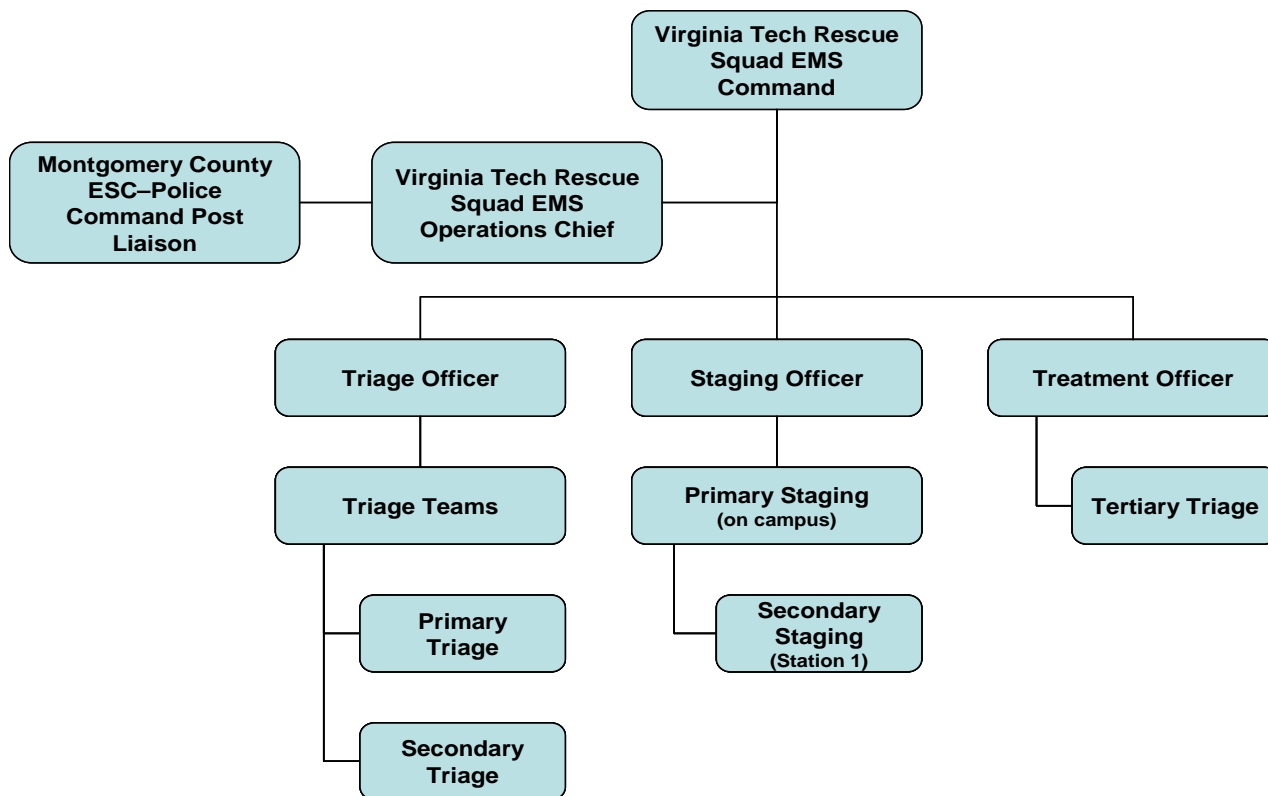 Virginia Tech Rescue
Squad EMS
Command
Montgomery County
ESC–Police
Command Post
Liaison
Virginia Tech Rescue
Squad EMS
Operations Chief
Triage Officer
Staging Officer
Treatment Officer
Triage Teams
Primary Staging
(on campus)
Tertiary Triage
Primary
Triage
Secondary
Staging
(Station 1)
Secondary
Triage